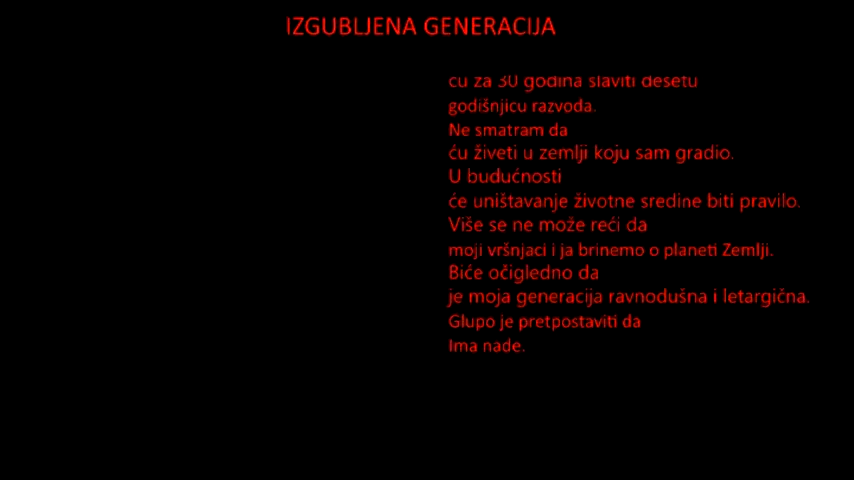 IZGUBLJENA GENERACIJA
ću za 30 godina slaviti desetu
godišnjicu razvoda.
Ne smatram da
ću živeti u zemlji koju sam gradio.
U budućnosti
će uništavanje životne sredine biti pravilo.
Više se ne može reći da
moji vršnjaci i ja brinemo o planeti Zemlji.
Biće očigledno da
je moja generacija ravnodušna i letargična.
Glupo je pretpostaviti da
Ima nade.